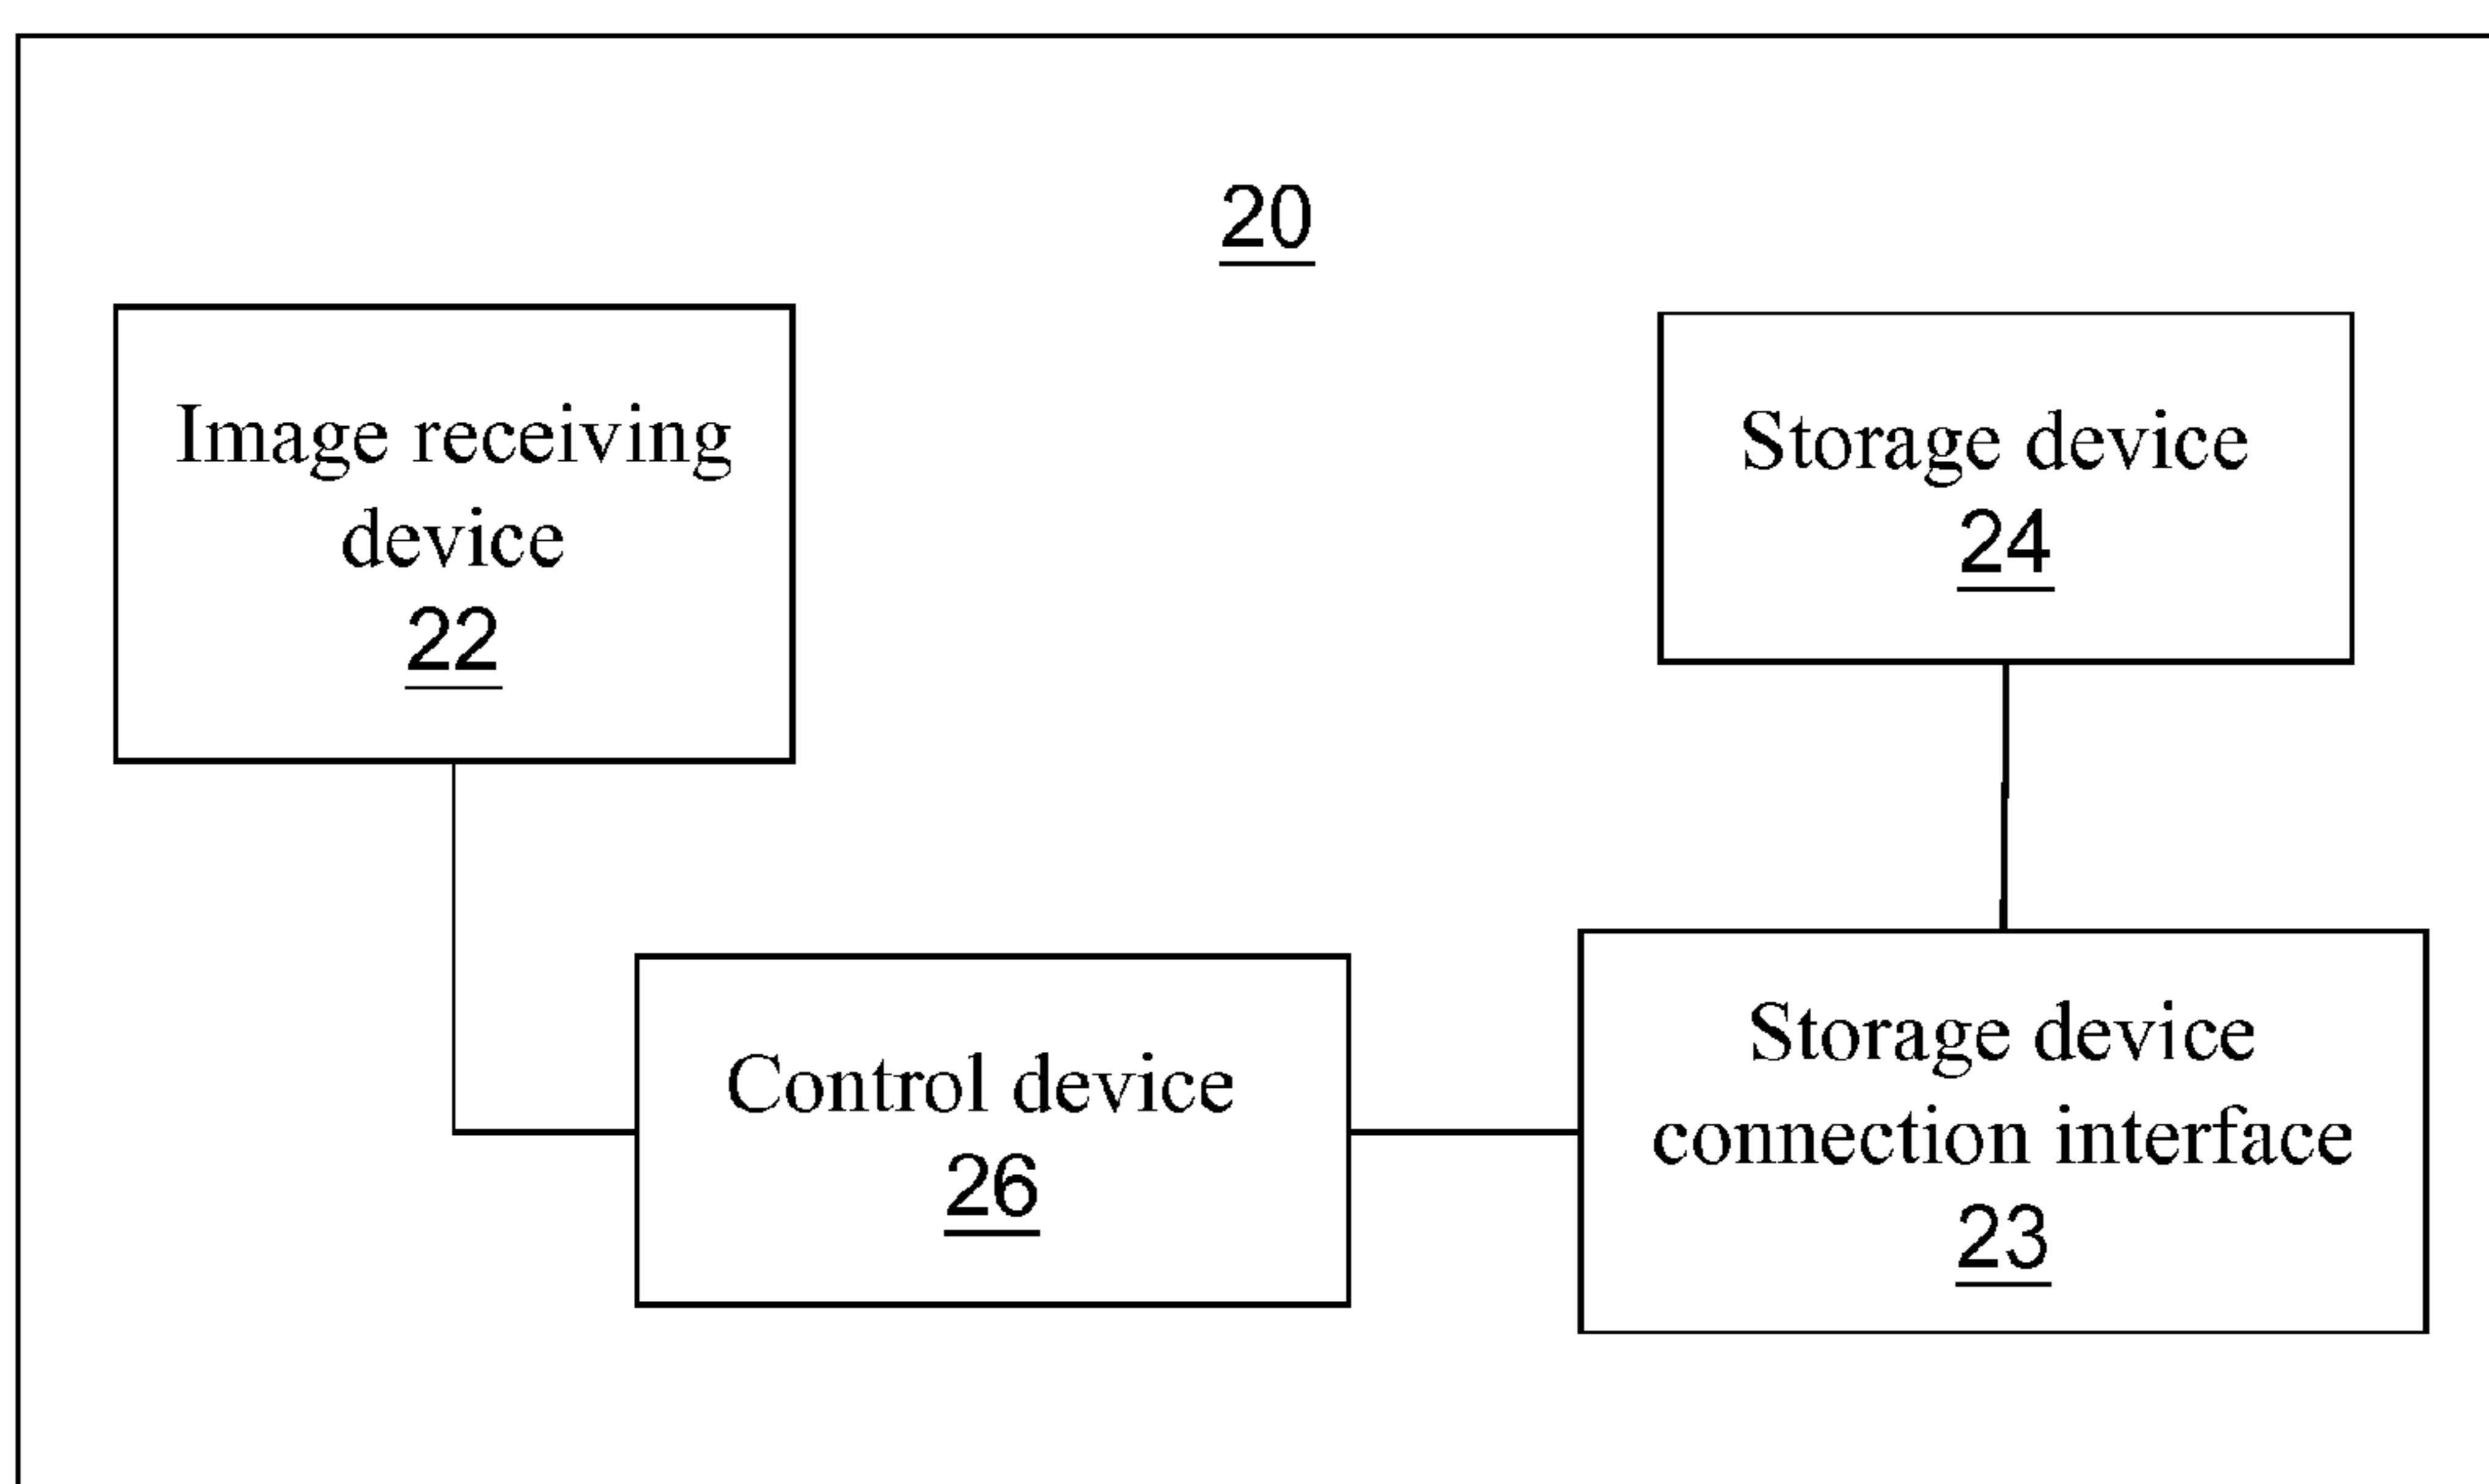 20
Image receiving
device
22
Storage device
24
Control device
26
Storage device
connection interface
23